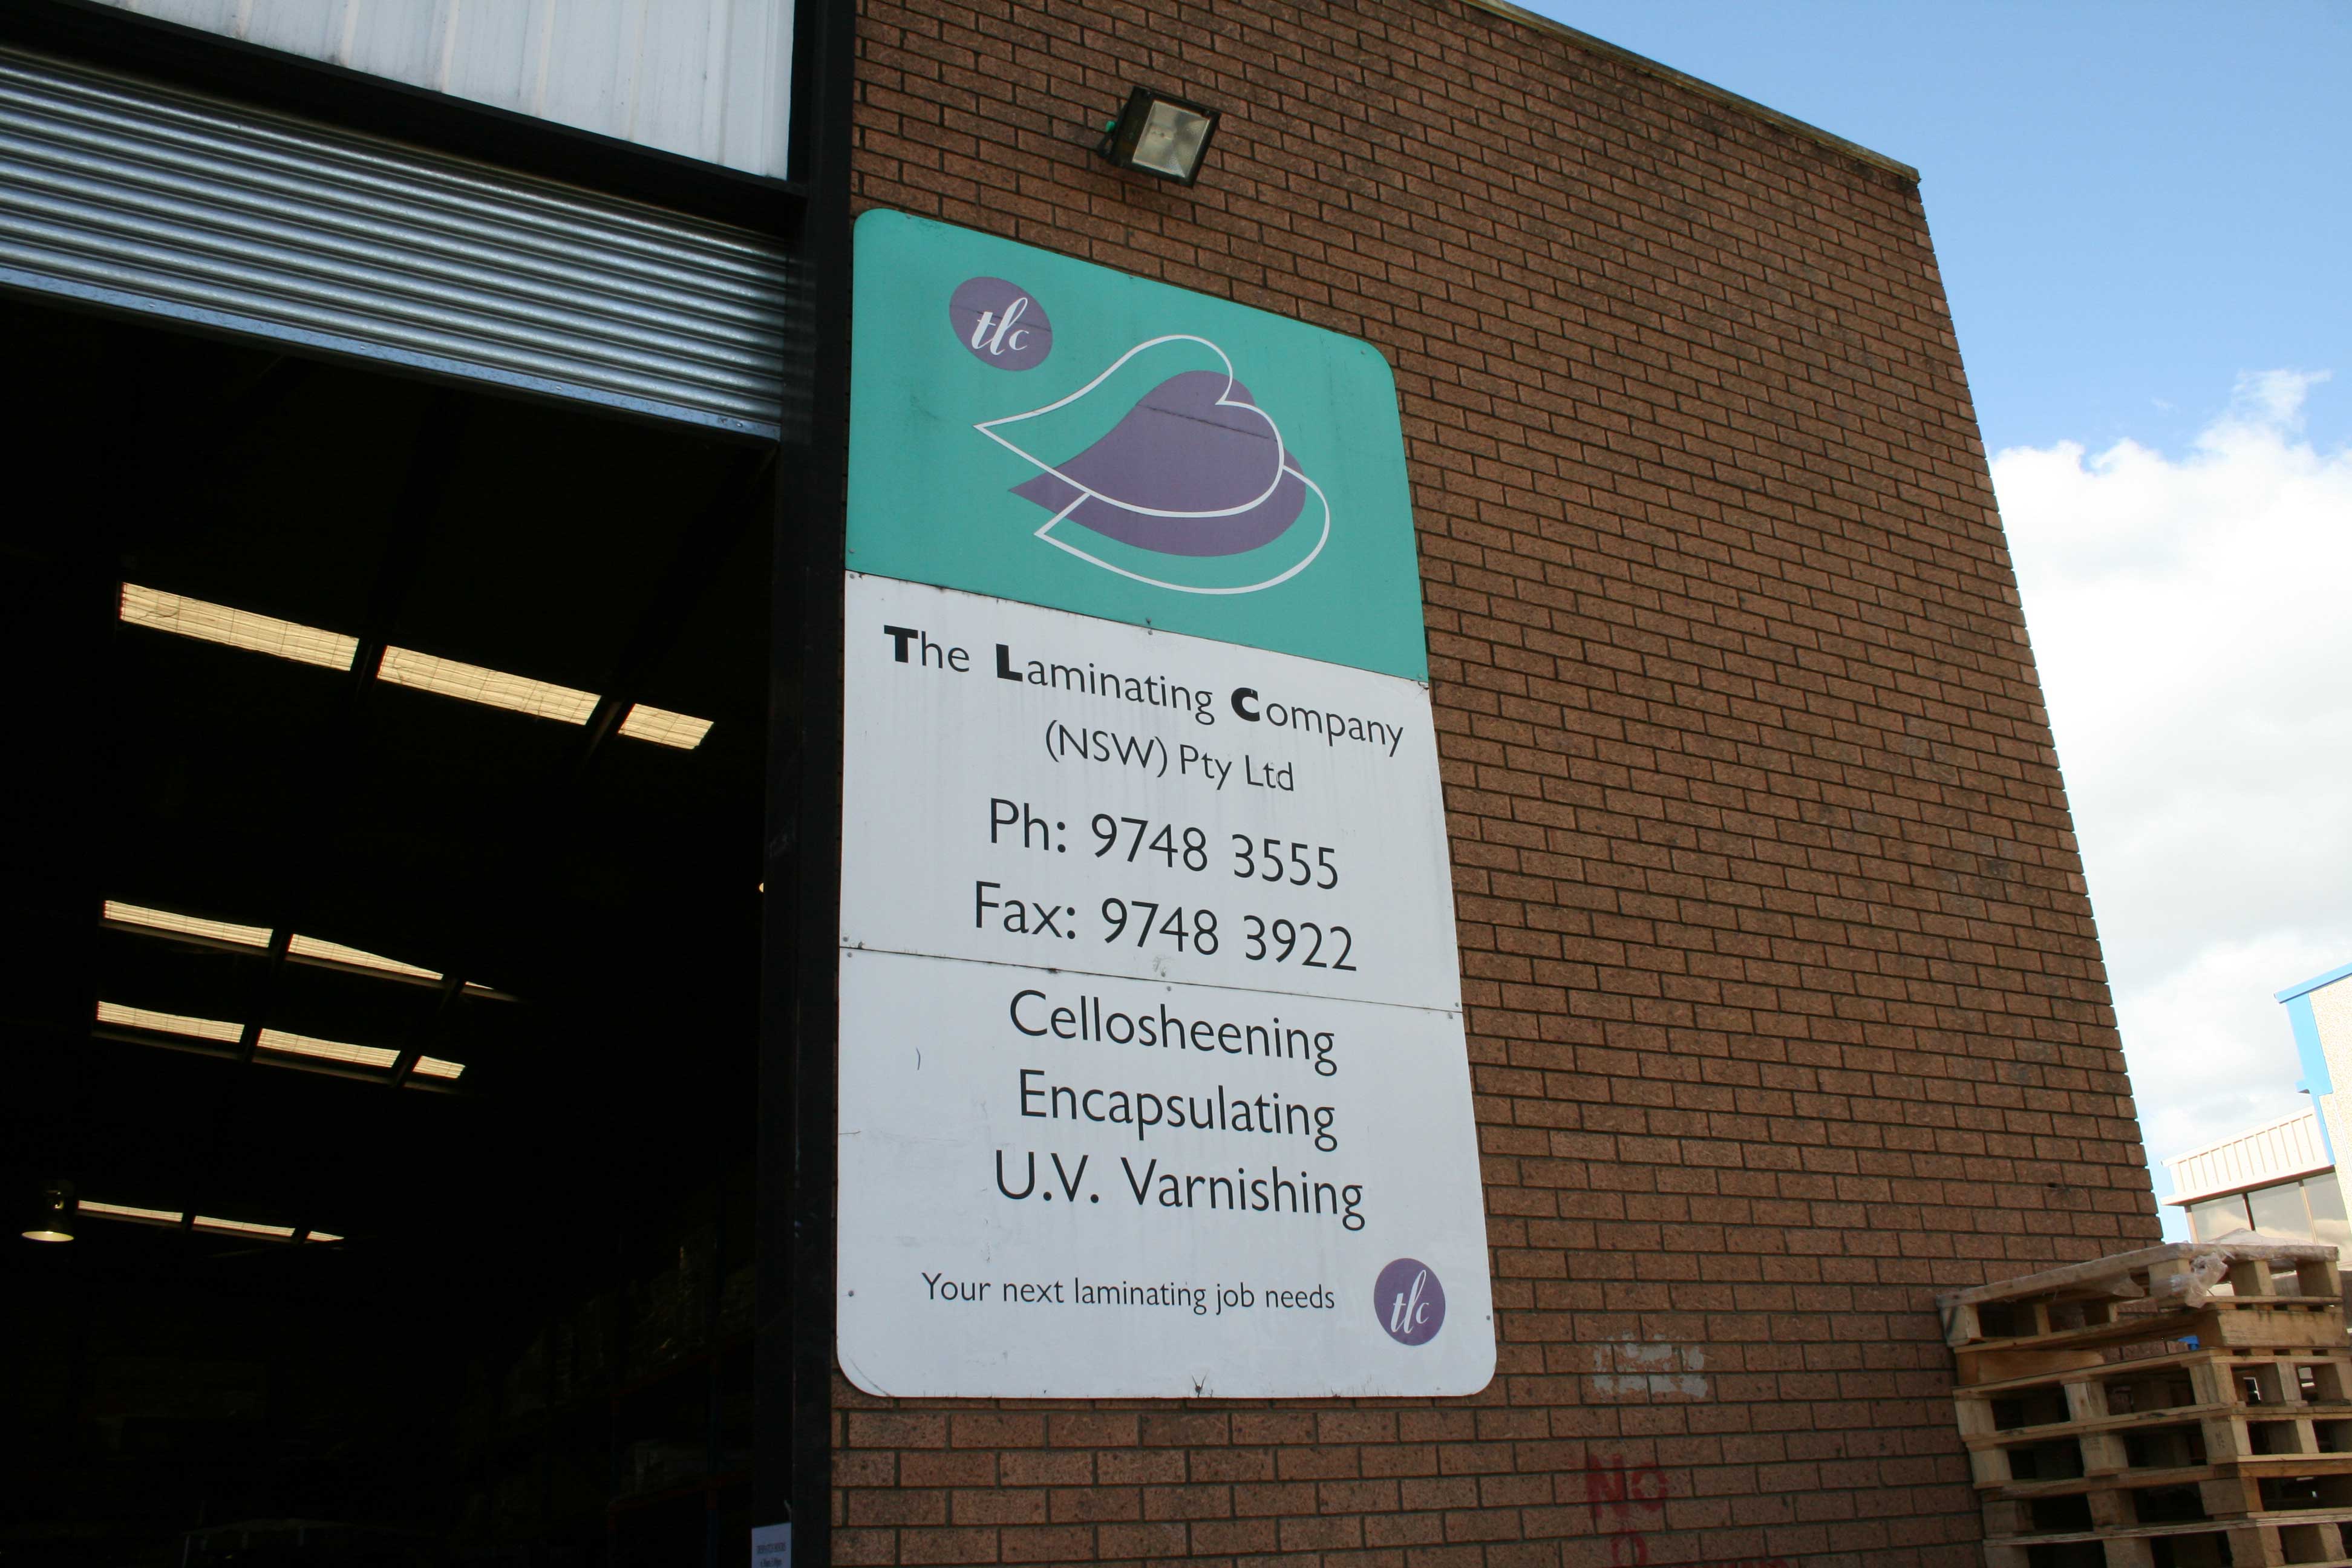 tlc
The Laminating Company
(NSW) Pty Ltd
Ph: 9748 3555
Fax: 9748 3922
Cellosheening
Encapsulating
U.V. Varnishing
Your next laminating job needs tlc
NO